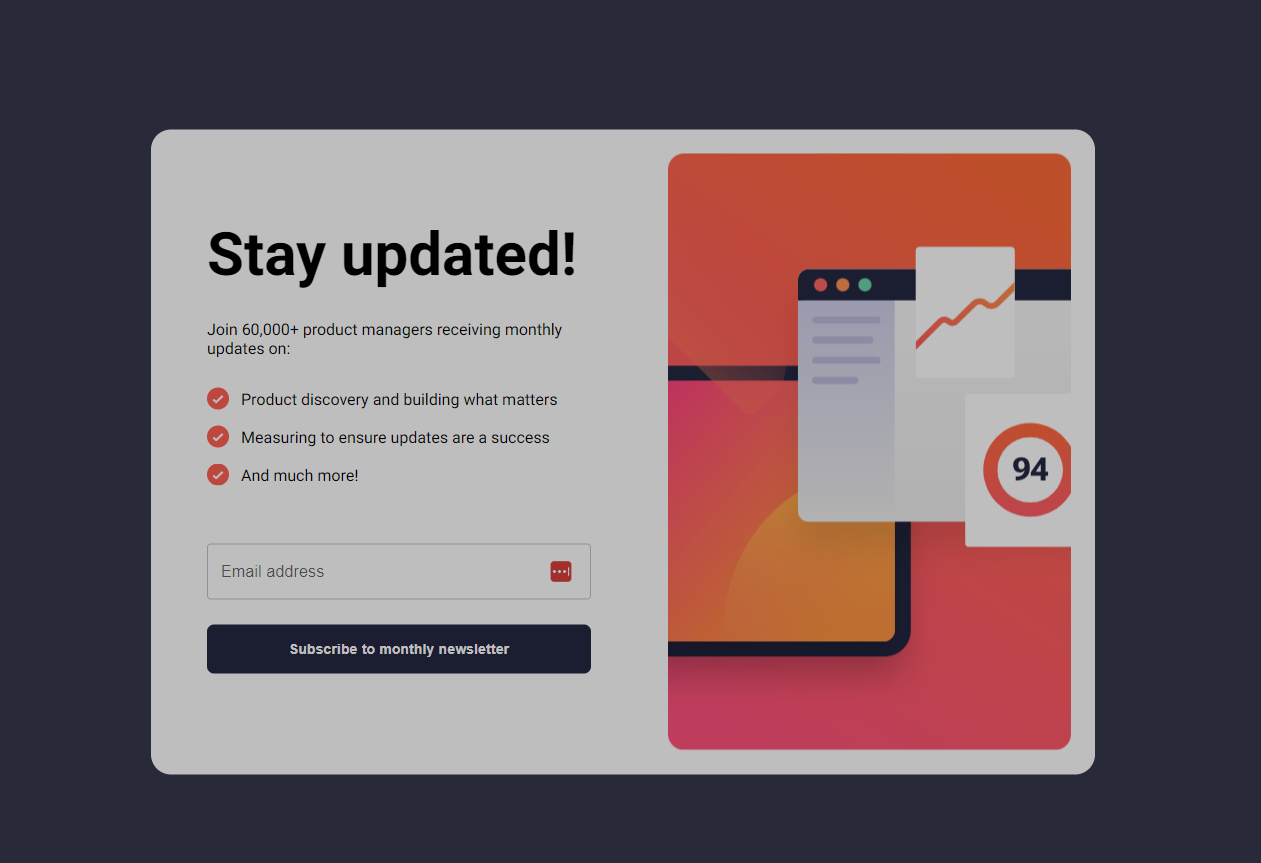 Stay updated!
Join 60,000+ product managers receiving monthly
updates on:
Product discovery and building what matters
Measuring to ensure updates are a success
And much more!
Email address
Subscribe to monthly newsletter
94